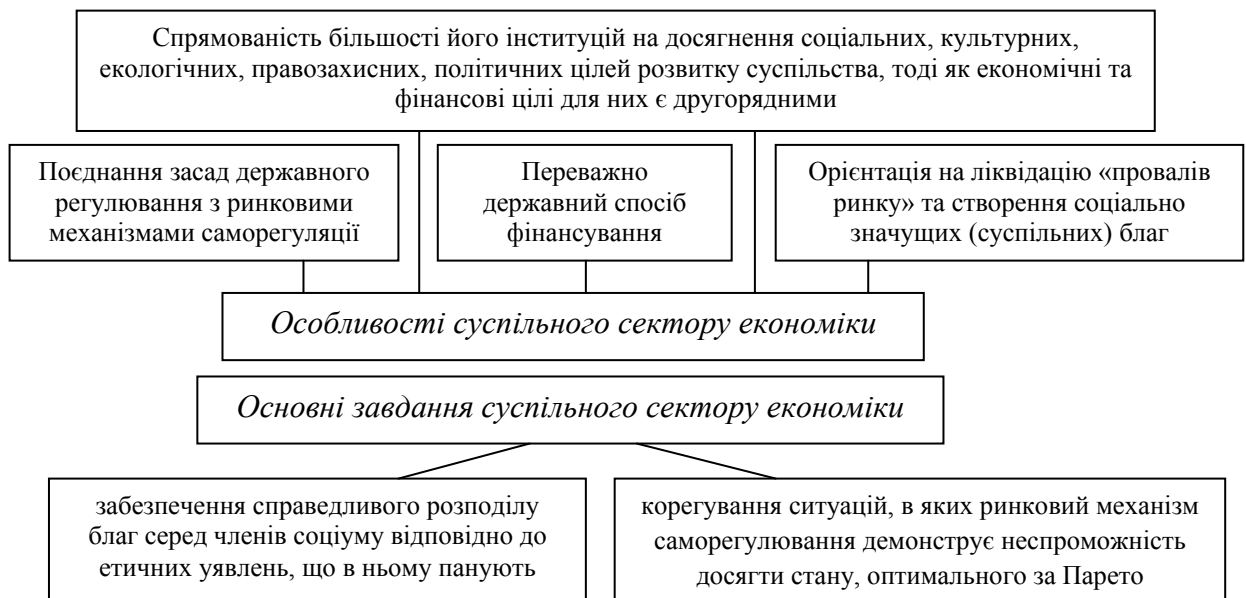 Спрямованість більшості його інституцій на досягнення соціальних, культурних,
екологічних, правозахисних, політичних цілей розвитку суспільства, тоді як економічні та
фінансові цілі для них є другорядними
Поєднання засад державного
регулювання з ринковими
механізмами саморегуляції
Переважно
державний спосіб
фінансування
Орієнтація на ліквідацію «провалів
ринку» та створення соціально
значущих (суспільних) благ
Особливості суспільного сектору економіки
Основні завдання суспільного сектору економіки
забезпечення справедливого розподілу
благ серед членів соціуму відповідно до
етичних уявлень, що в ньому панують
корегування ситуацій, в яких ринковий механізм
саморегулювання демонструє неспроможність
досягти стану, оптимального за Парето